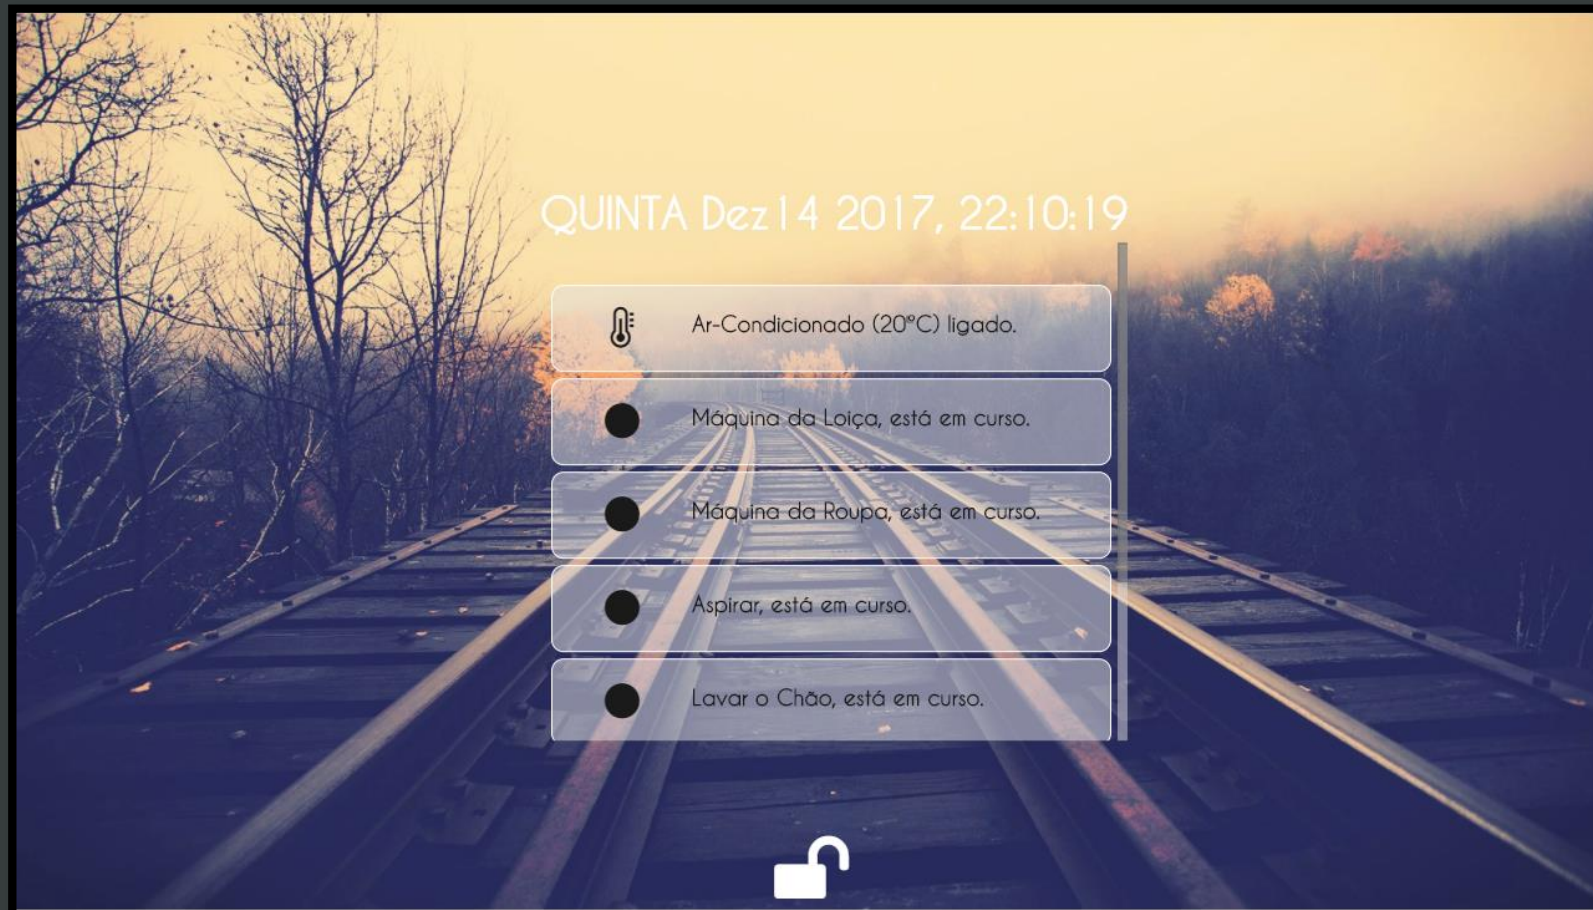 QUINTA Dez14 2017, 22:10:19
Ar-Condicionado (20ºC) ligado.
Máquina da Loiça, está em curso.
Máquina da Roupa, está em curso.
Aspirar, está em curso.
Lavar o Chão, está em curso.